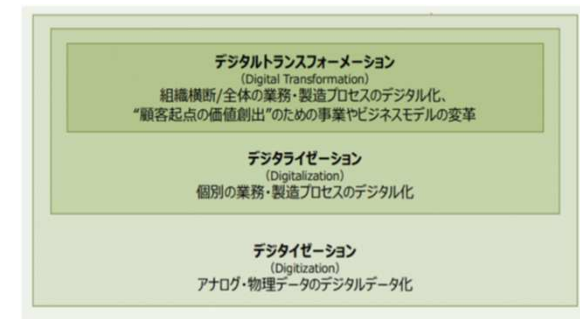 デジタルトランスフォーメーション
(Digital Transformation)
組織横断/全体の業務・製造プロセスのデジタル化、
“顧客起点の価値創出”のための事業やビジネスモデルの変革
デジタライゼーション
(Digitalization)
個別の業務・製造プロセスのデジタル化
デジタイゼーション
(Digitization)
アナログ・物理データのデジタルデータ化